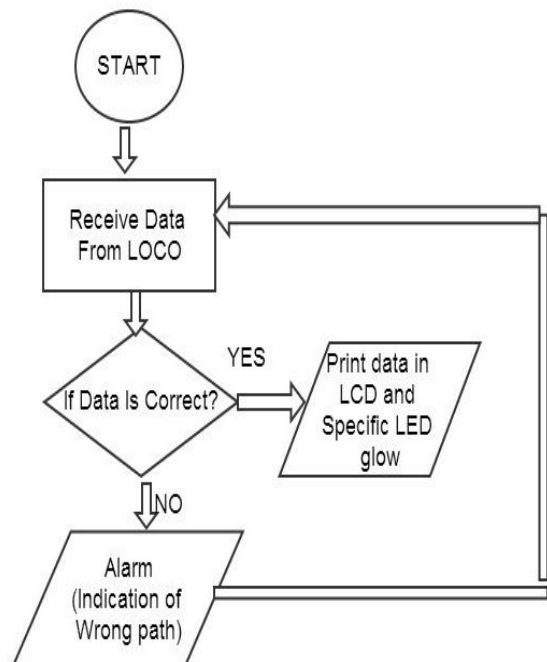 START
Receive Data
From LOCO
If Data Is Correct?
YES
Print data in
LCD and
Specific LED
glow
NO
Alarm
(Indication of
Wrong path)